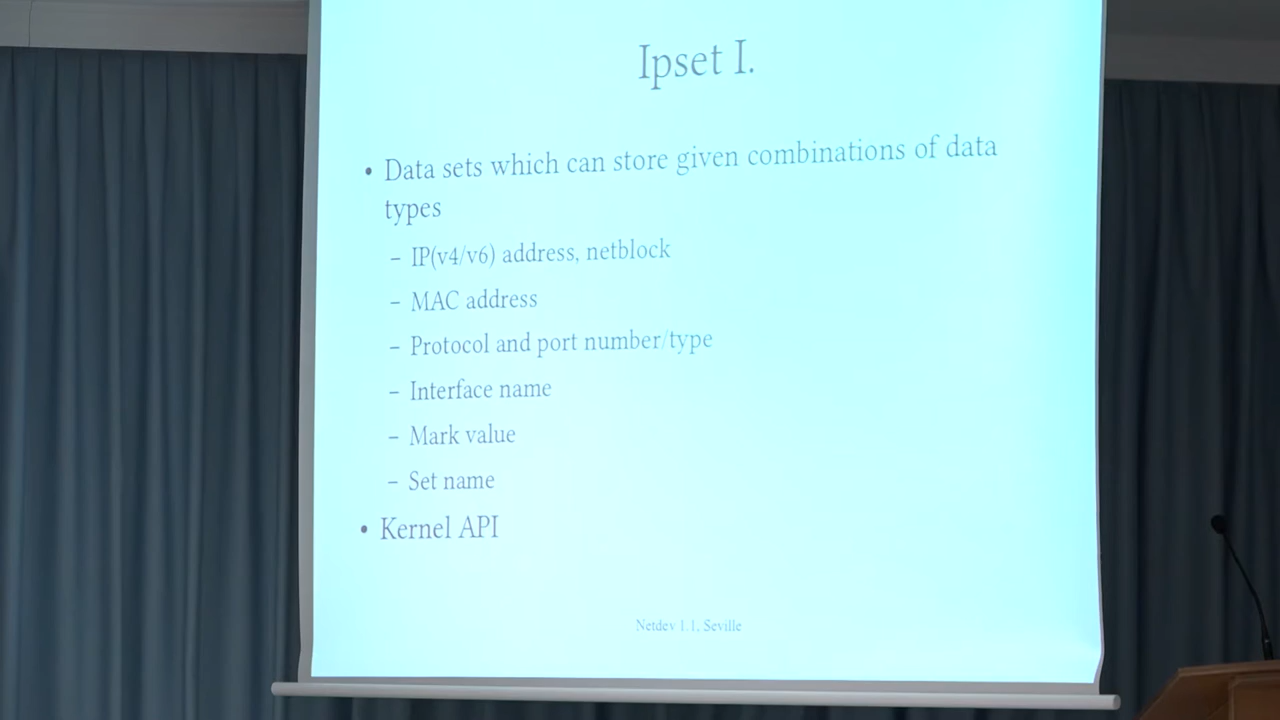 Ipset I.
• Data sets which can store given combinations of data
types
– IP(v4/v6) address, netblock
– MAC address
– Protocol and port number/type
– Interface name
– Mark value
– Set name
• Kernel API
Netdev 1.1, Seville